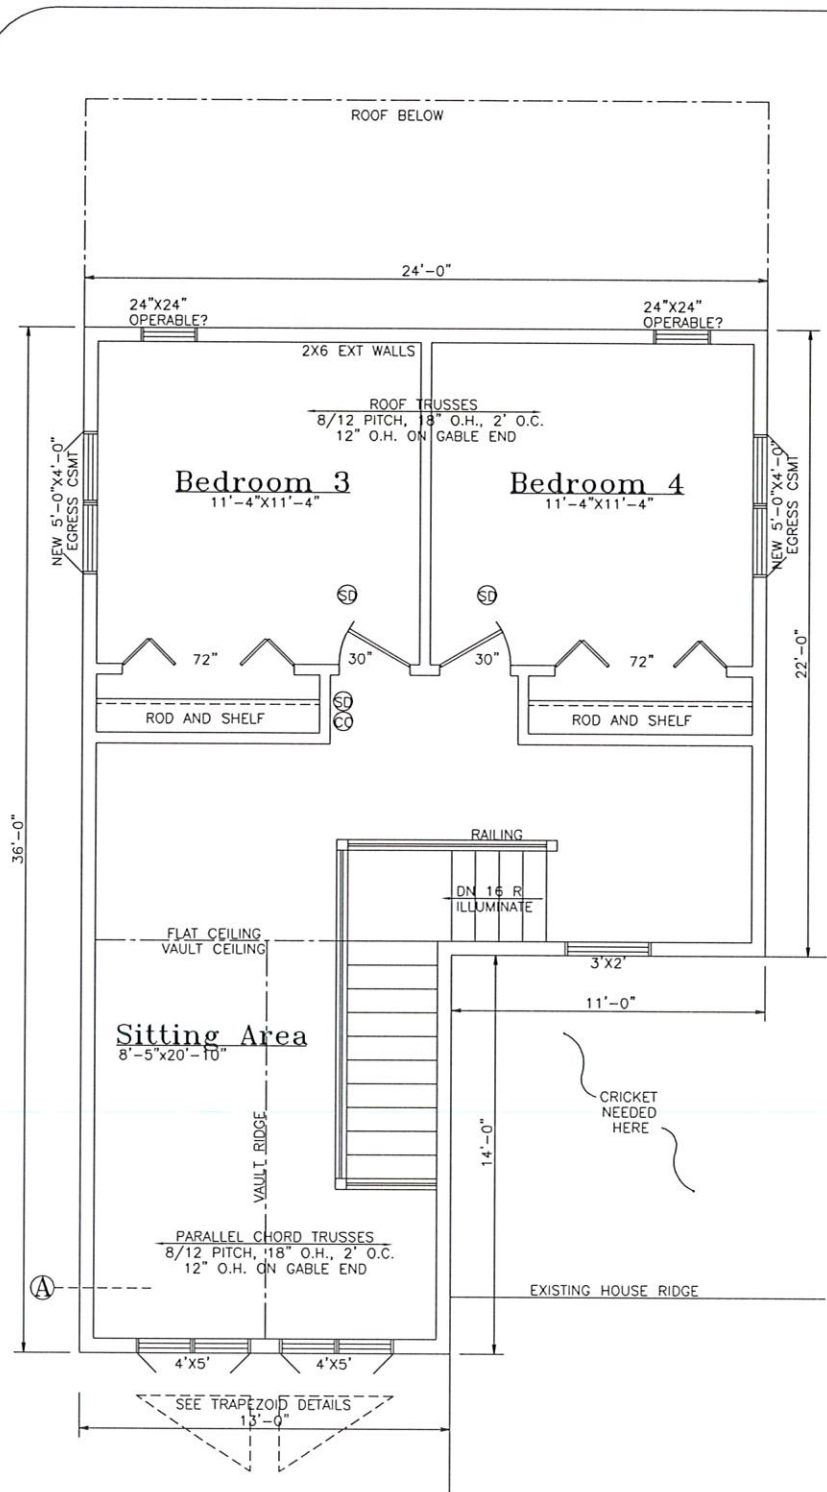 ROOF BELOW
24'-0"
24"X24"
OPERABLE?
24"X24"
OPERABLE?
2X6 EXT WALLS
ROOF TRUSSES
8/12 PITCH, 18" O.H., 2' O.C.
12" O.H. ON GABLE END
NEW 5'-0"X4'-0"
EGRESS CSMT
Bedroom 3
11'-4"X11'-4"
Bedroom 4
11'-4"X11'-4"
NEW 5'-0"X4'-0"
EGRESS CSMT
SD
SD
72"
30"
30"
72"
22'-0"
SD
CO
ROD AND SHELF
ROD AND SHELF
36'-0"
RAILING
DN 16 R
ILLUMINATE
FLAT CEILING
VAULT CEILING
3'X2'
11'-0"
Sitting Area
8'-5"x20'-10"
CRICKET
NEEDED
HERE
VAULT RIDGE
14'-0"
PARALLEL CHORD TRUSSES
8/12 PITCH, 18" O.H., 2' O.C.
12" O.H. ON GABLE END
A
EXISTING HOUSE RIDGE
4'X5'
4'X5'
SEE TRAPEZOID DETAILS
13'-0"